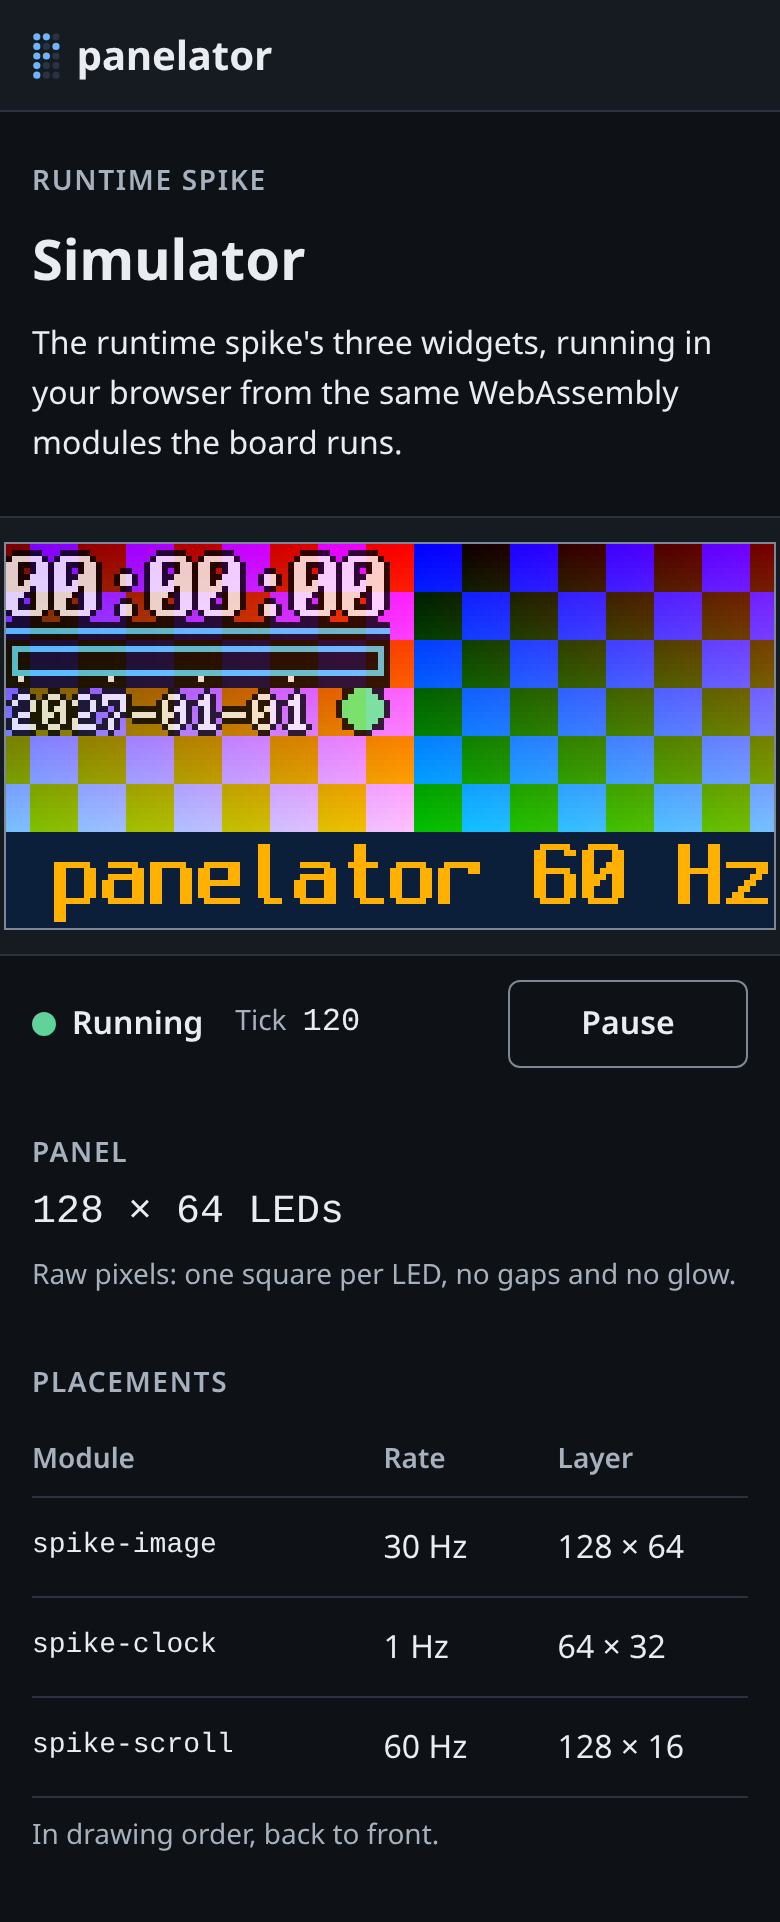 panelator
RUNTIME SPIKE
Simulator
The runtime spike's three widgets, running in
your browser from the same WebAssembly
modules the board runs.
00:00:00
2027-01-01
panelator 60 Hz
Running Tick 120 Pause
PANEL
128 × 64 LEDs
Raw pixels: one square per LED, no gaps and no glow.
PLACEMENTS
Module Rate Layer
spike-image 30 Hz 128 × 64
spike-clock 1 Hz 64 × 32
spike-scroll 60 Hz 128 × 16
In drawing order, back to front.